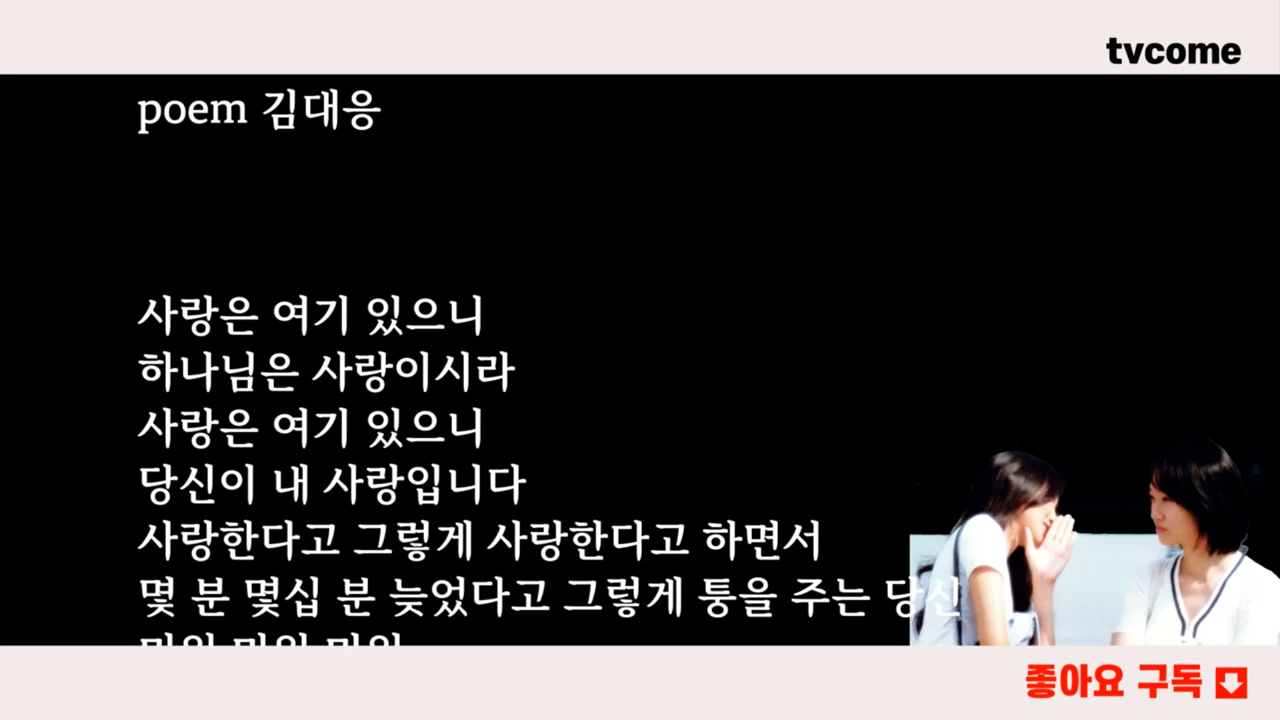 tvcome
poem 김대응
사랑은 여기 있으니
하나님은 사랑이시라
사랑은 여기 있으니
당신이 내 사랑입니다
사랑한다고 그렇게 사랑한다고 하면서
몇 분 몇십 분 늦었다고 그렇게 퉁을 주는 당신
좋아요 구독